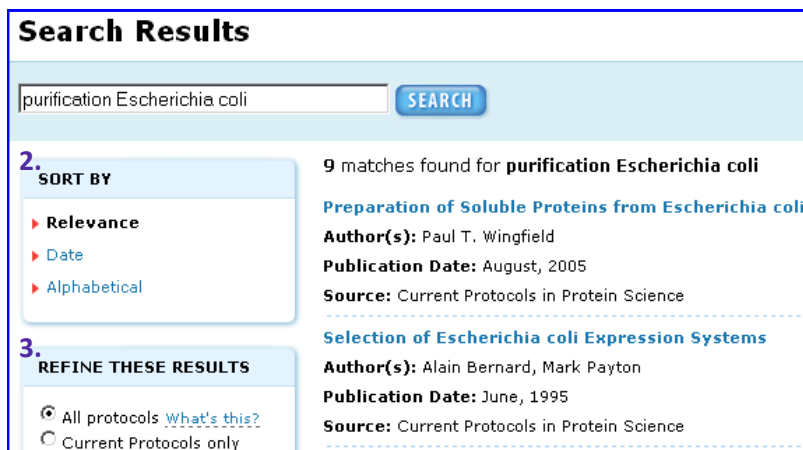 Search Results
purification Escherichia coli
SEARCH
2.
SORT BY
Relevance
Date
Alphabetical
3.
REFINE THESE RESULTS
All protocols What's this?
Current Protocols only
9 matches found for purification Escherichia coli
Preparation of Soluble Proteins from Escherichia coli
Author(s): Paul T. Wingfield
Publication Date: August, 2005
Source: Current Protocols in Protein Science
Selection of Escherichia coli Expression Systems
Author(s): Alain Bernard, Mark Payton
Publication Date: June, 1995
Source: Current Protocols in Protein Science